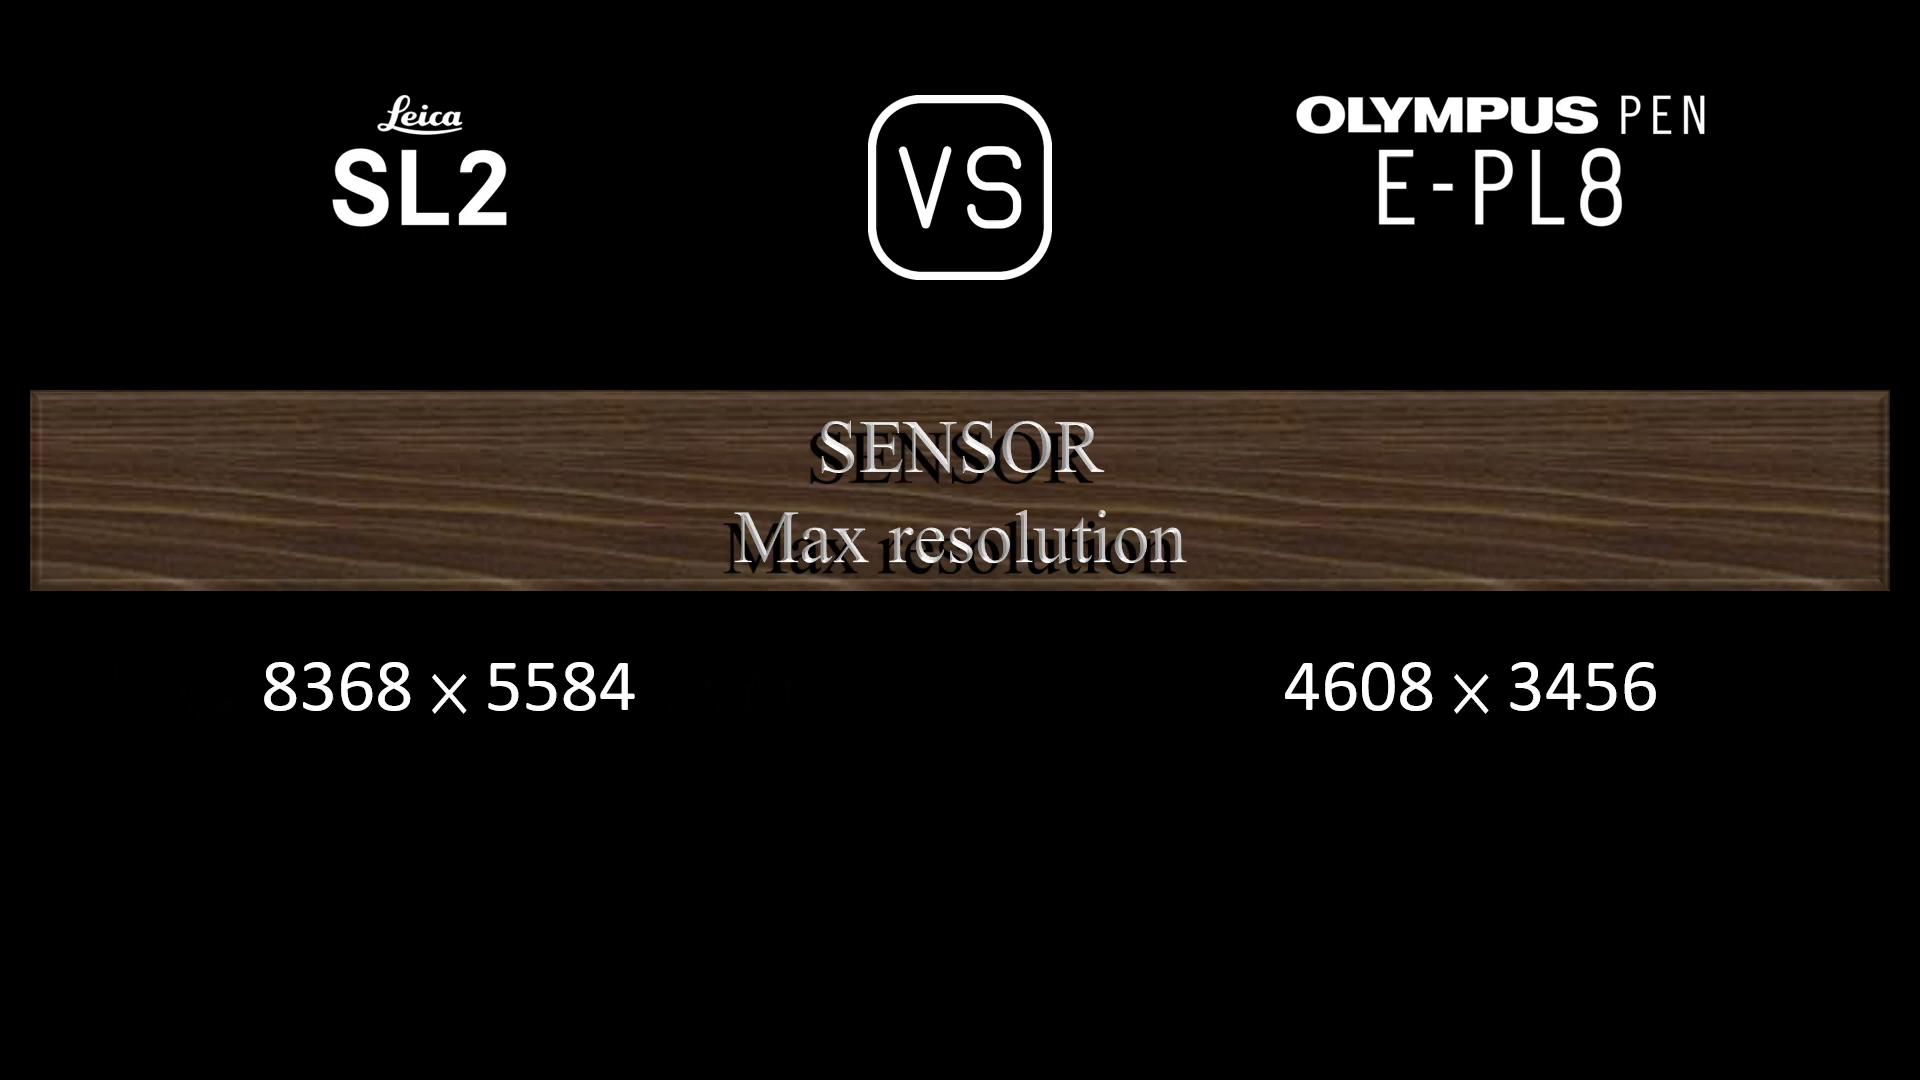 Leica
SL2
VS
OLYMPUS PEN
E-PL8
SENSOR
Max resolution
8368 x 5584
4608 x 3456